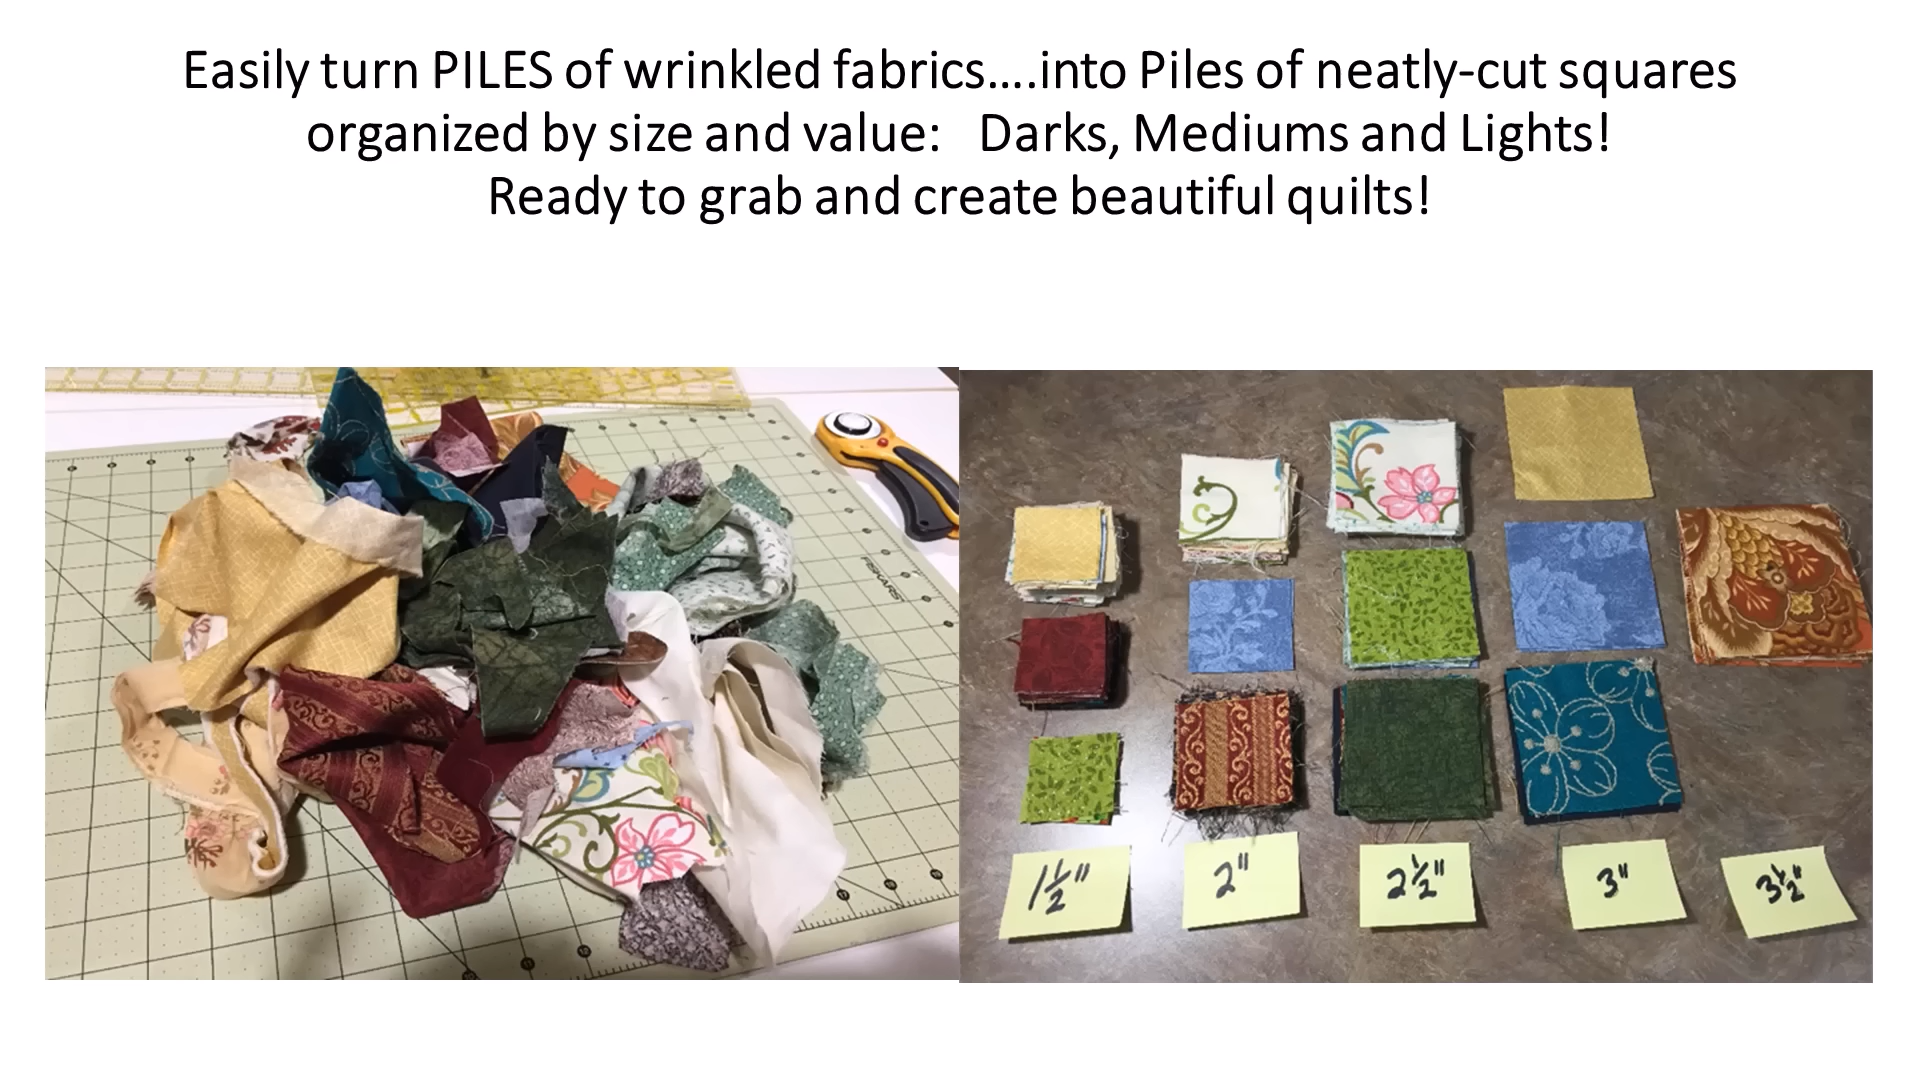 Easily turn PILES of wrinkled fabrics....into Piles of neatly-cut squares
organized by size and value:   Darks, Mediums and Lights!
Ready to grab and create beautiful quilts!
FISKARS
1½" 2" 2½" 3" 3½"